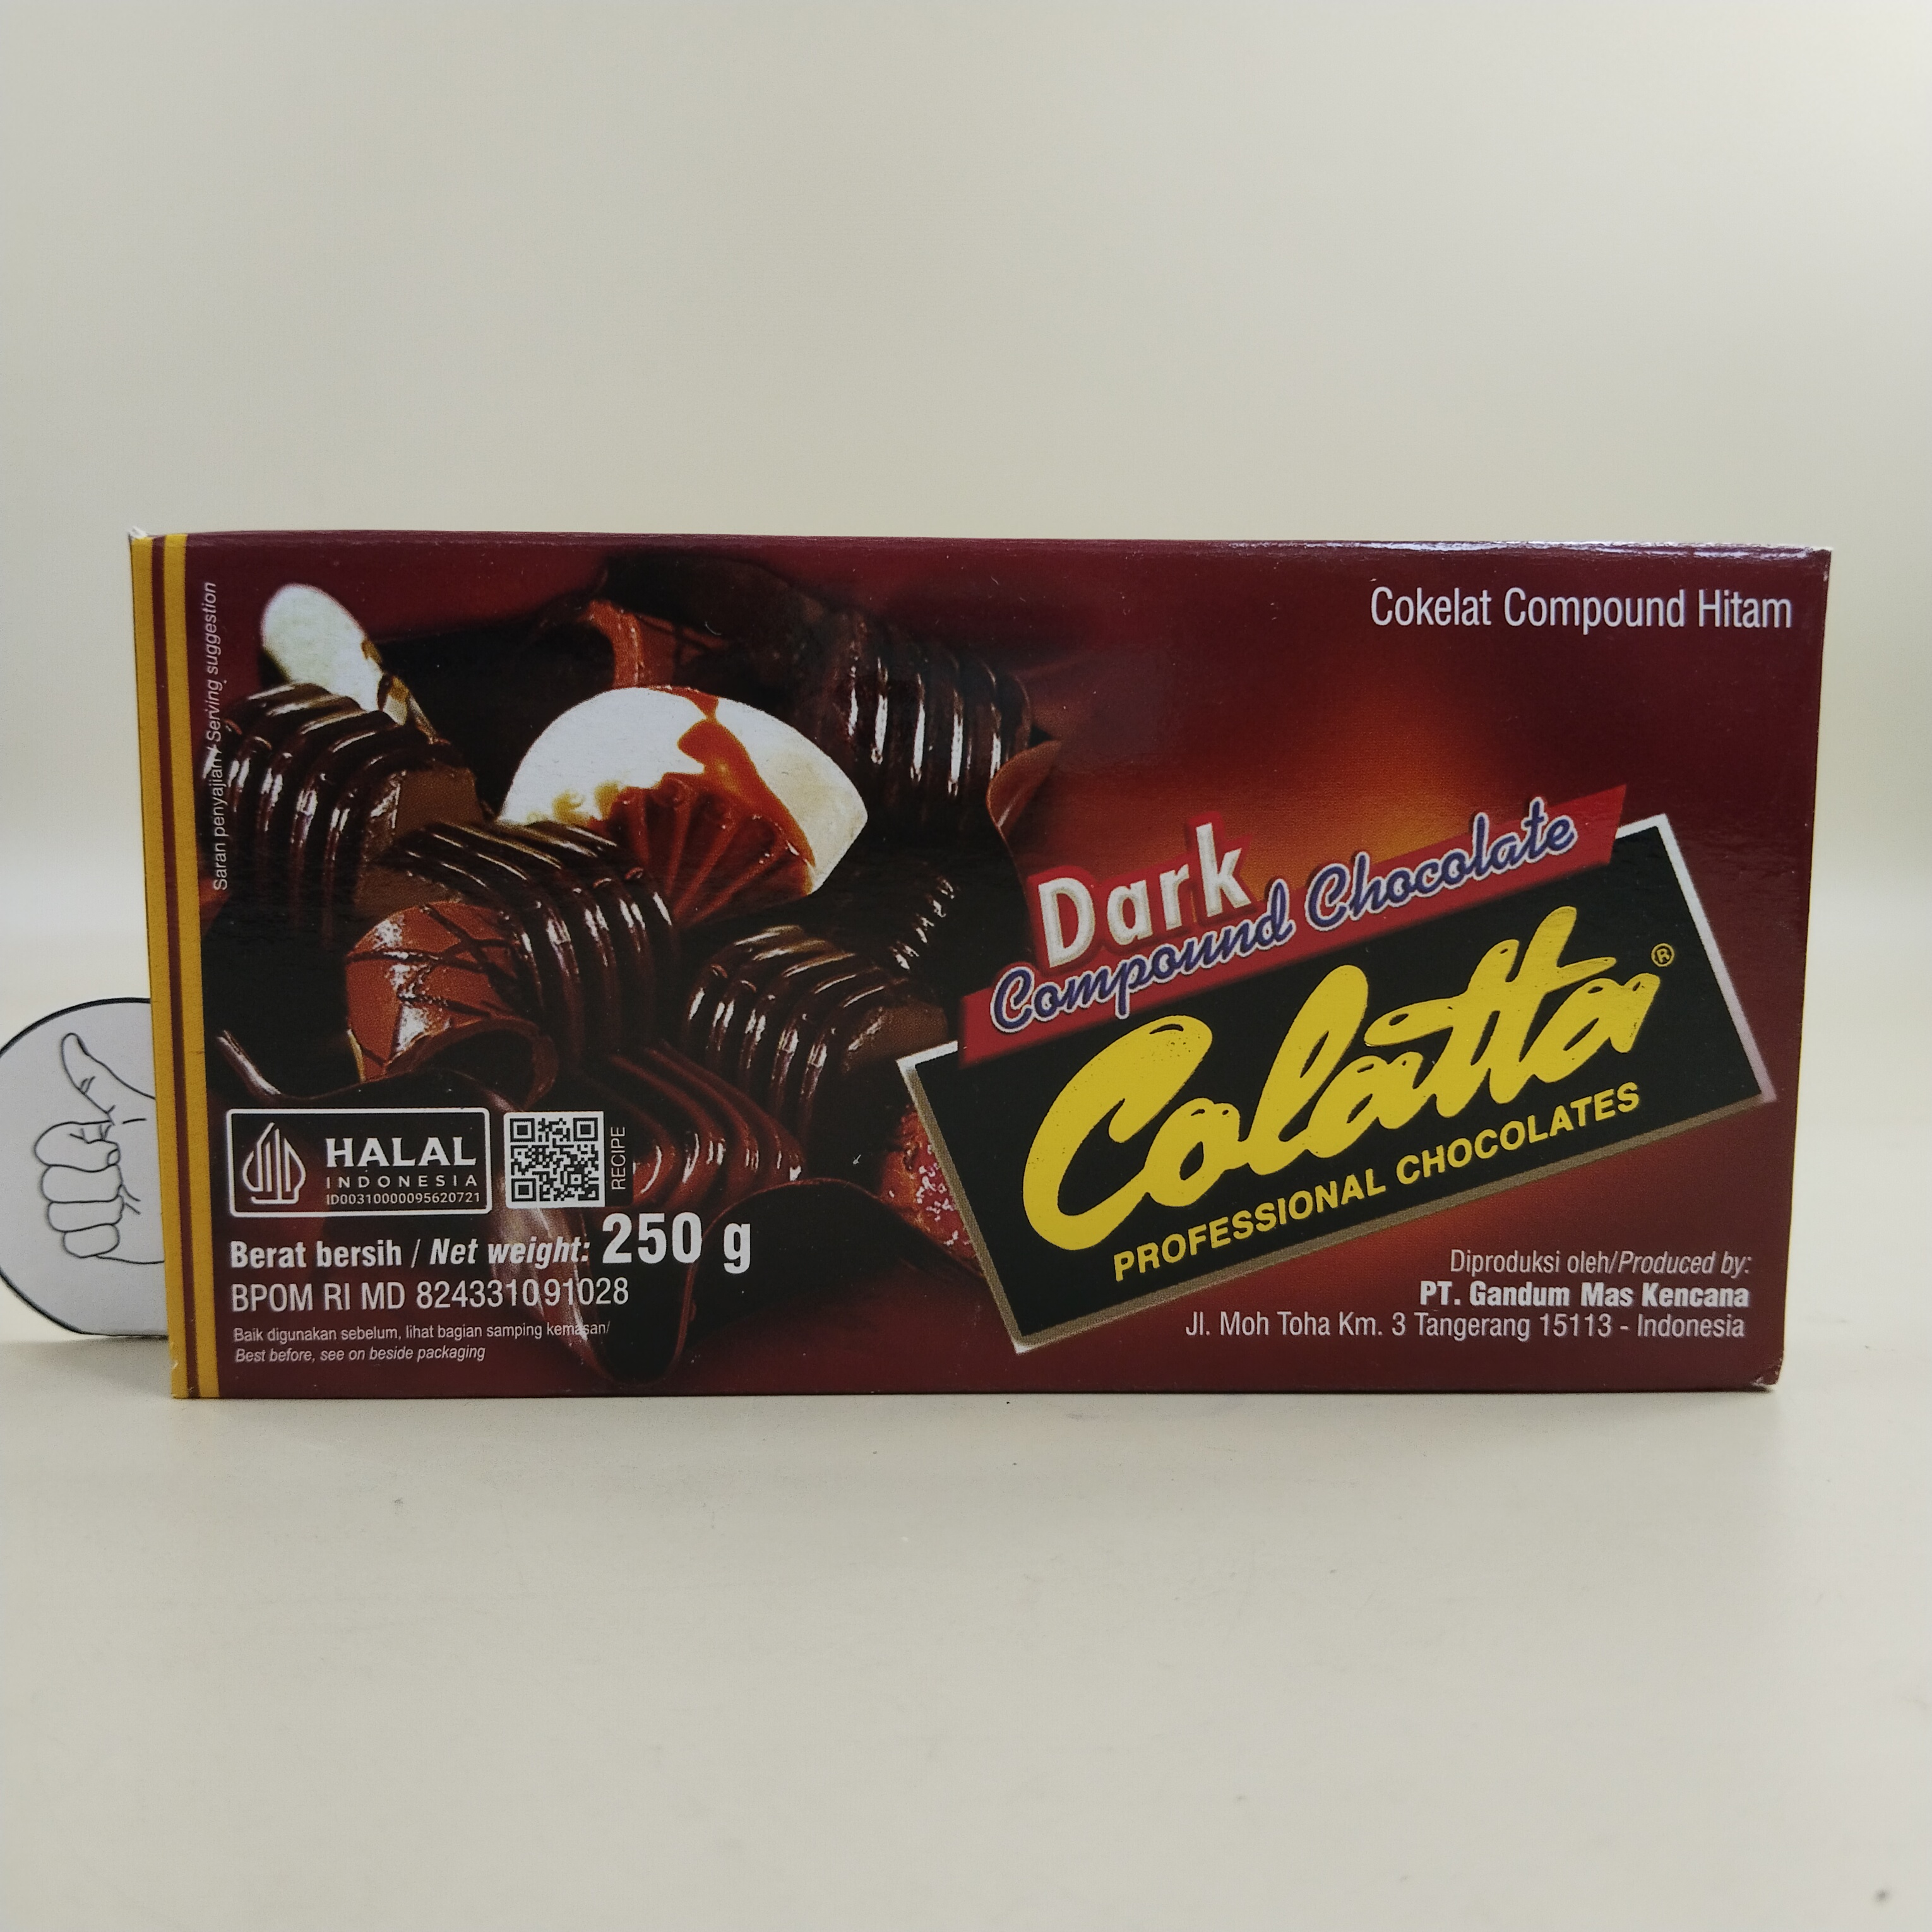 Cokelat Compound Hitam
Saran penyajian / Serving suggestion
Dark
Compound Chocolate
Colatta®
PROFESSIONAL CHOCOLATES
HALAL
INDONESIA
ID00310000095620721
RECIPE
Berat bersih / Net weight: 250 g
BPOM RI MD 824331091028
Baik digunakan sebelum, lihat bagian samping kemasan/
Best before, see on beside packaging
Diproduksi oleh/Produced by:
PT. Gandum Mas Kencana
Jl. Moh Toha Km. 3 Tangerang 15113 - Indonesia